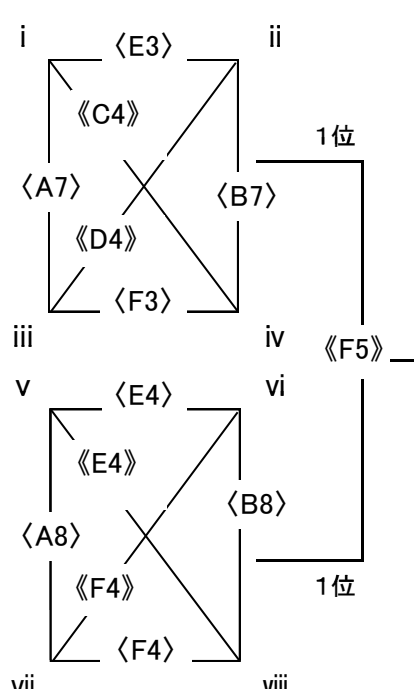 i 〈E3〉 ii
《C4》
1位
〈A7〉 〈B7〉
《D4》
〈F3〉
iii iv 《F5》
v 〈E4〉 vi
《E4》
〈B8〉
〈A8〉
《F4》 1位
〈F4〉
vii viii